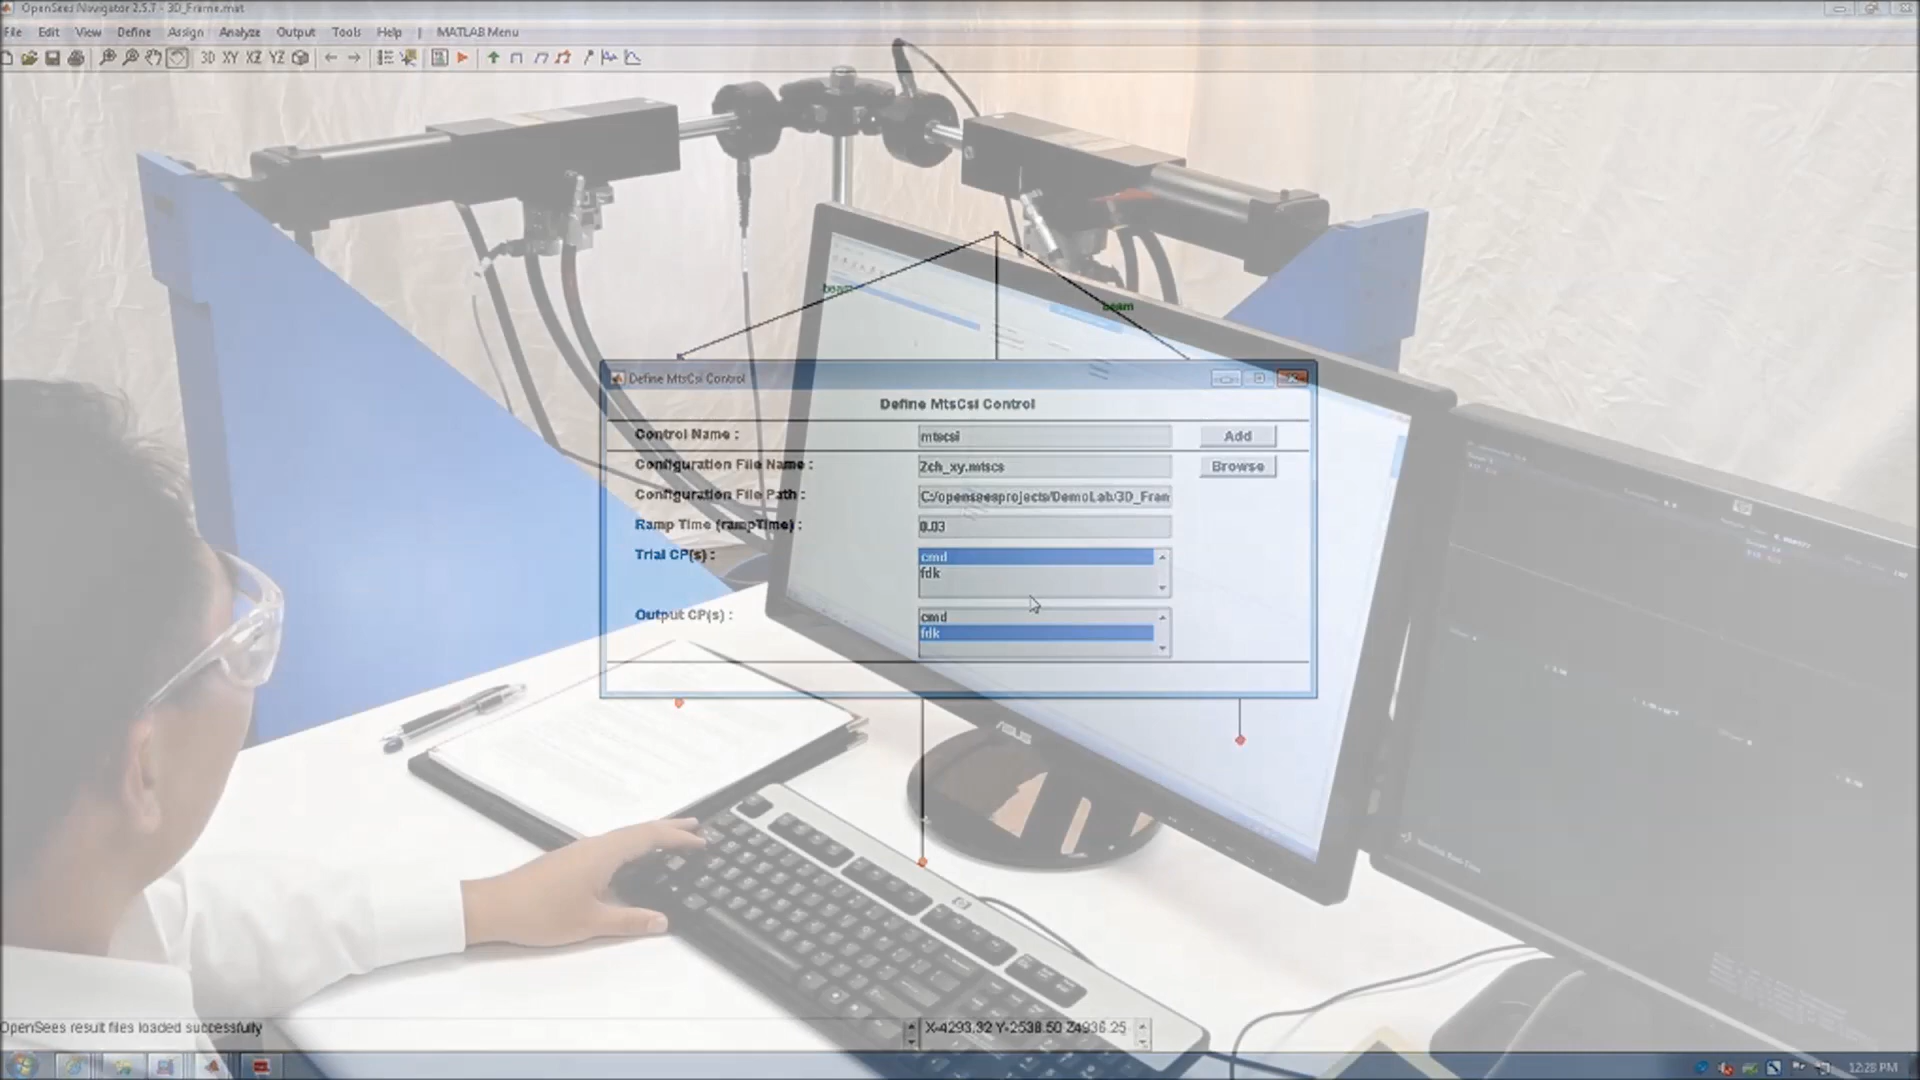 OpenSees Navigator 2.5.7 - 3D_Frame.mat
File Edit View Define Assign Analyze Output Tools Help | MATLAB Menu
3D XY XZ YZ
beam
beam
Define MtsCsi Control
Define MtsCsi Control
Control Name : mtscsi Add
Configuration File Name : 2ch_xy.mtscs Browse
Configuration File Path : C:/openseesprojects/DemoLab/3D_Fram
Ramp Time (rampTime) : 0.03
Trial CP(s) : cmd
fdk
Output CP(s) : cmd
fdk
ASUS
hp
OpenSees result files loaded successfully
X-4293.32 Y-2538.50 Z4936.25
12:28 PM